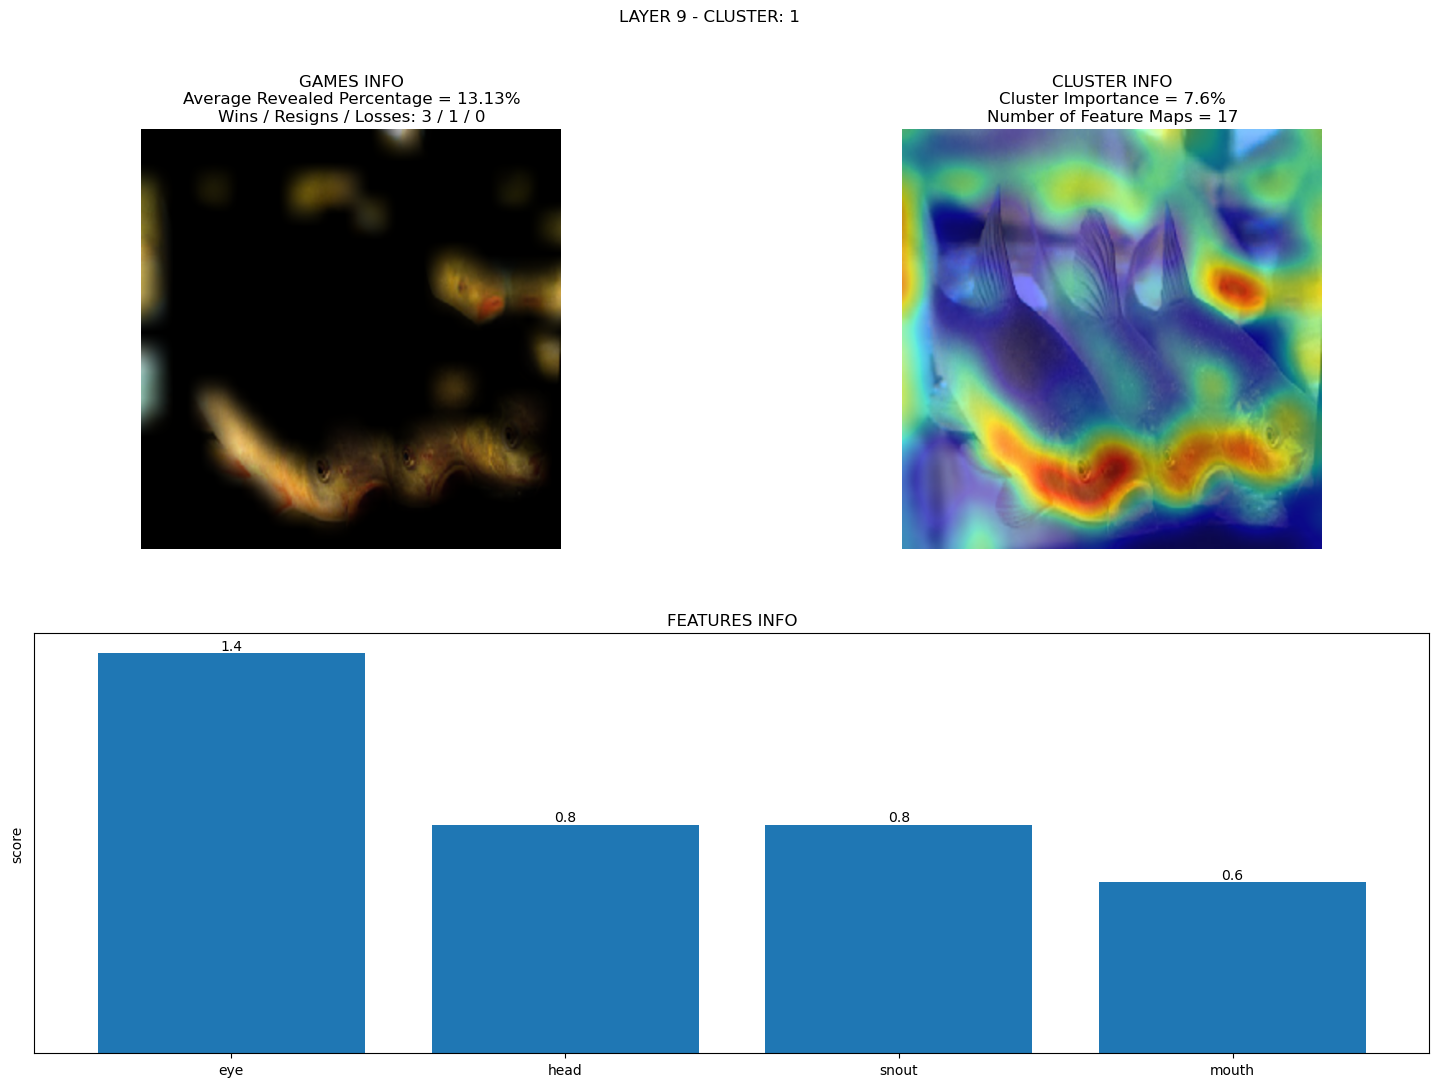 LAYER 9 - CLUSTER: 1
GAMES INFO
Average Revealed Percentage = 13.13%
Wins / Resigns / Losses: 3 / 1 / 0
CLUSTER INFO
Cluster Importance = 7.6%
Number of Feature Maps = 17
FEATURES INFO
score
1.4
0.8
0.8
0.6
eye
head
snout
mouth